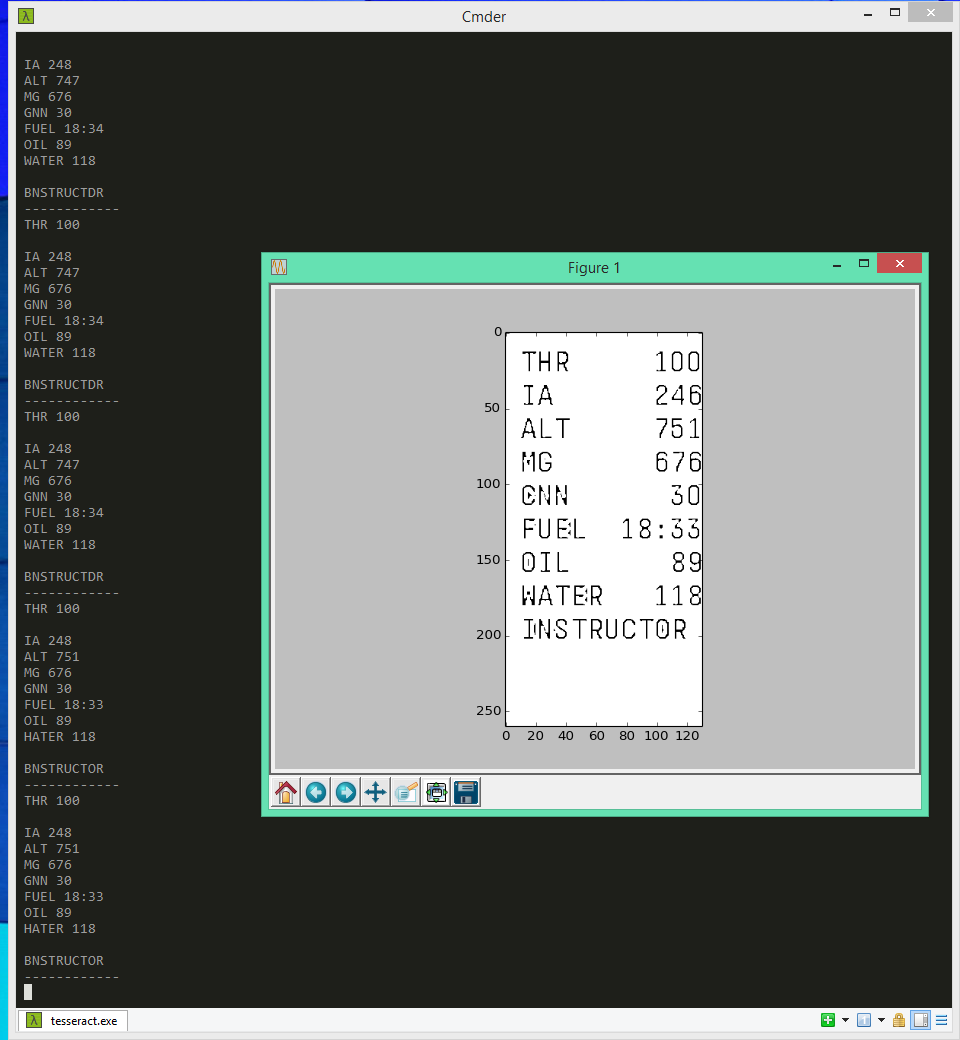 Cmder
IA 248
ALT 747
MG 676
GNN 30
FUEL 18:34
OIL 89
WATER 118
BNSTRUCTDR
------------
THR 100
IA 248
ALT 747
MG 676
GNN 30
FUEL 18:34
OIL 89
WATER 118
BNSTRUCTDR
------------
THR 100
IA 248
ALT 747
MG 676
GNN 30
FUEL 18:34
OIL 89
WATER 118
BNSTRUCTDR
------------
THR 100
IA 248
ALT 751
MG 676
GNN 30
FUEL 18:33
OIL 89
HATER 118
BNSTRUCTOR
------------
THR 100
IA 248
ALT 751
MG 676
GNN 30
FUEL 18:33
OIL 89
HATER 118
BNSTRUCTOR
------------
Figure 1
0
50
100
150
200
250
THR 100
IA 246
ALT 751
MG 676
GNN 30
FUEL 18:33
OIL 89
WATER 118
INSTRUCTOR
0 20 40 60 80 100 120
λ tesseract.exe